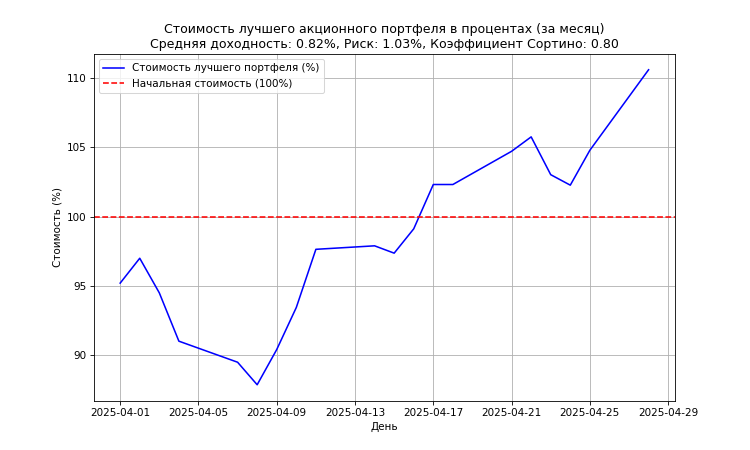 Стоимость лучшего акционного портфеля в процентах (за месяц)
Средняя доходность: 0.82%, Риск: 1.03%, Коэффициент Сортино: 0.80
Стоимость лучшего портфеля (%)
Начальная стоимость (100%)
Стоимость (%)
110
105
100
95
90
2025-04-01 2025-04-05 2025-04-09 2025-04-13 2025-04-17 2025-04-21 2025-04-25 2025-04-29
День